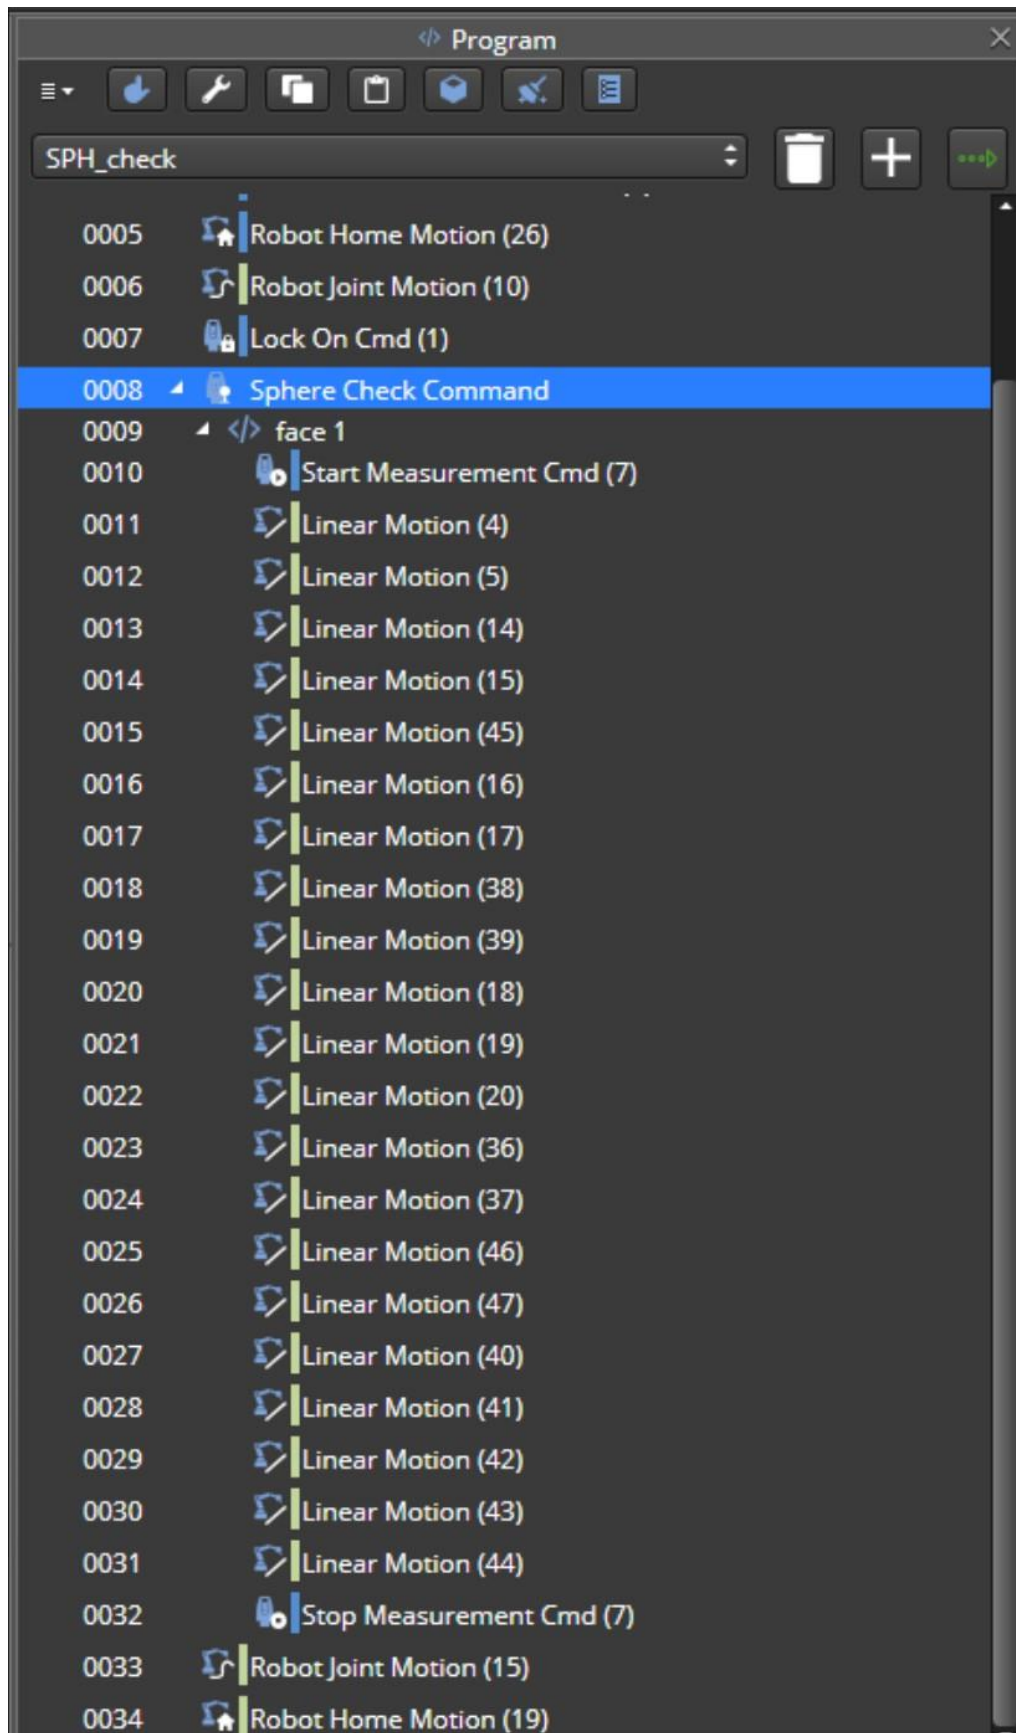 </> Program
SPH_check
0005 Robot Home Motion (26)
0006 Robot Joint Motion (10)
0007 Lock On Cmd (1)
0008 Sphere Check Command
0009 </> face 1
0010 Start Measurement Cmd (7)
0011 Linear Motion (4)
0012 Linear Motion (5)
0013 Linear Motion (14)
0014 Linear Motion (15)
0015 Linear Motion (45)
0016 Linear Motion (16)
0017 Linear Motion (17)
0018 Linear Motion (38)
0019 Linear Motion (39)
0020 Linear Motion (18)
0021 Linear Motion (19)
0022 Linear Motion (20)
0023 Linear Motion (36)
0024 Linear Motion (37)
0025 Linear Motion (46)
0026 Linear Motion (47)
0027 Linear Motion (40)
0028 Linear Motion (41)
0029 Linear Motion (42)
0030 Linear Motion (43)
0031 Linear Motion (44)
0032 Stop Measurement Cmd (7)
0033 Robot Joint Motion (15)
0034 Robot Home Motion (19)